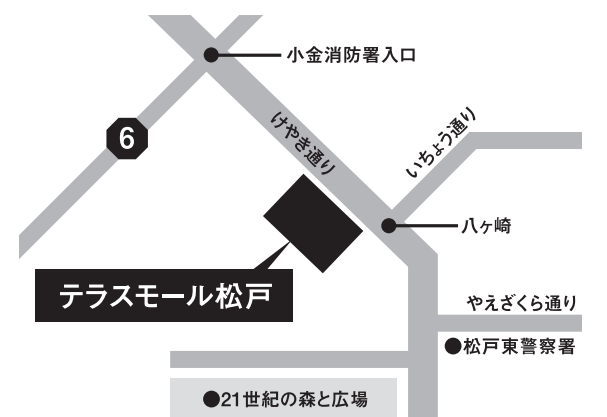 小金消防署入口
6
けやき通り
いちょう通り
八ヶ崎
テラスモール松戸
やえざくら通り
●松戸東警察署
●21世紀の森と広場